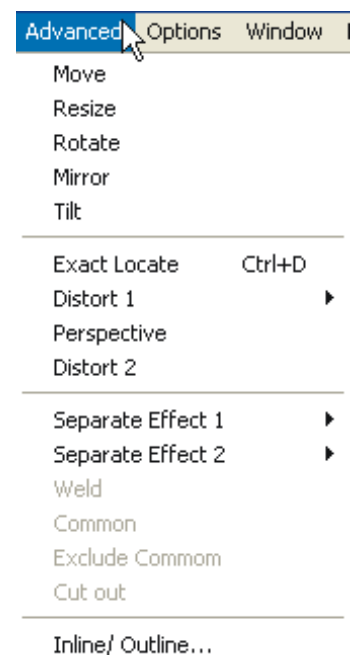 Advanced Options Window
Move
Resize
Rotate
Mirror
Tilt
Exact Locate Ctrl+D
Distort 1
Perspective
Distort 2
Separate Effect 1
Separate Effect 2
Weld
Common
Exclude Commom
Cut out
Inline/ Outline...